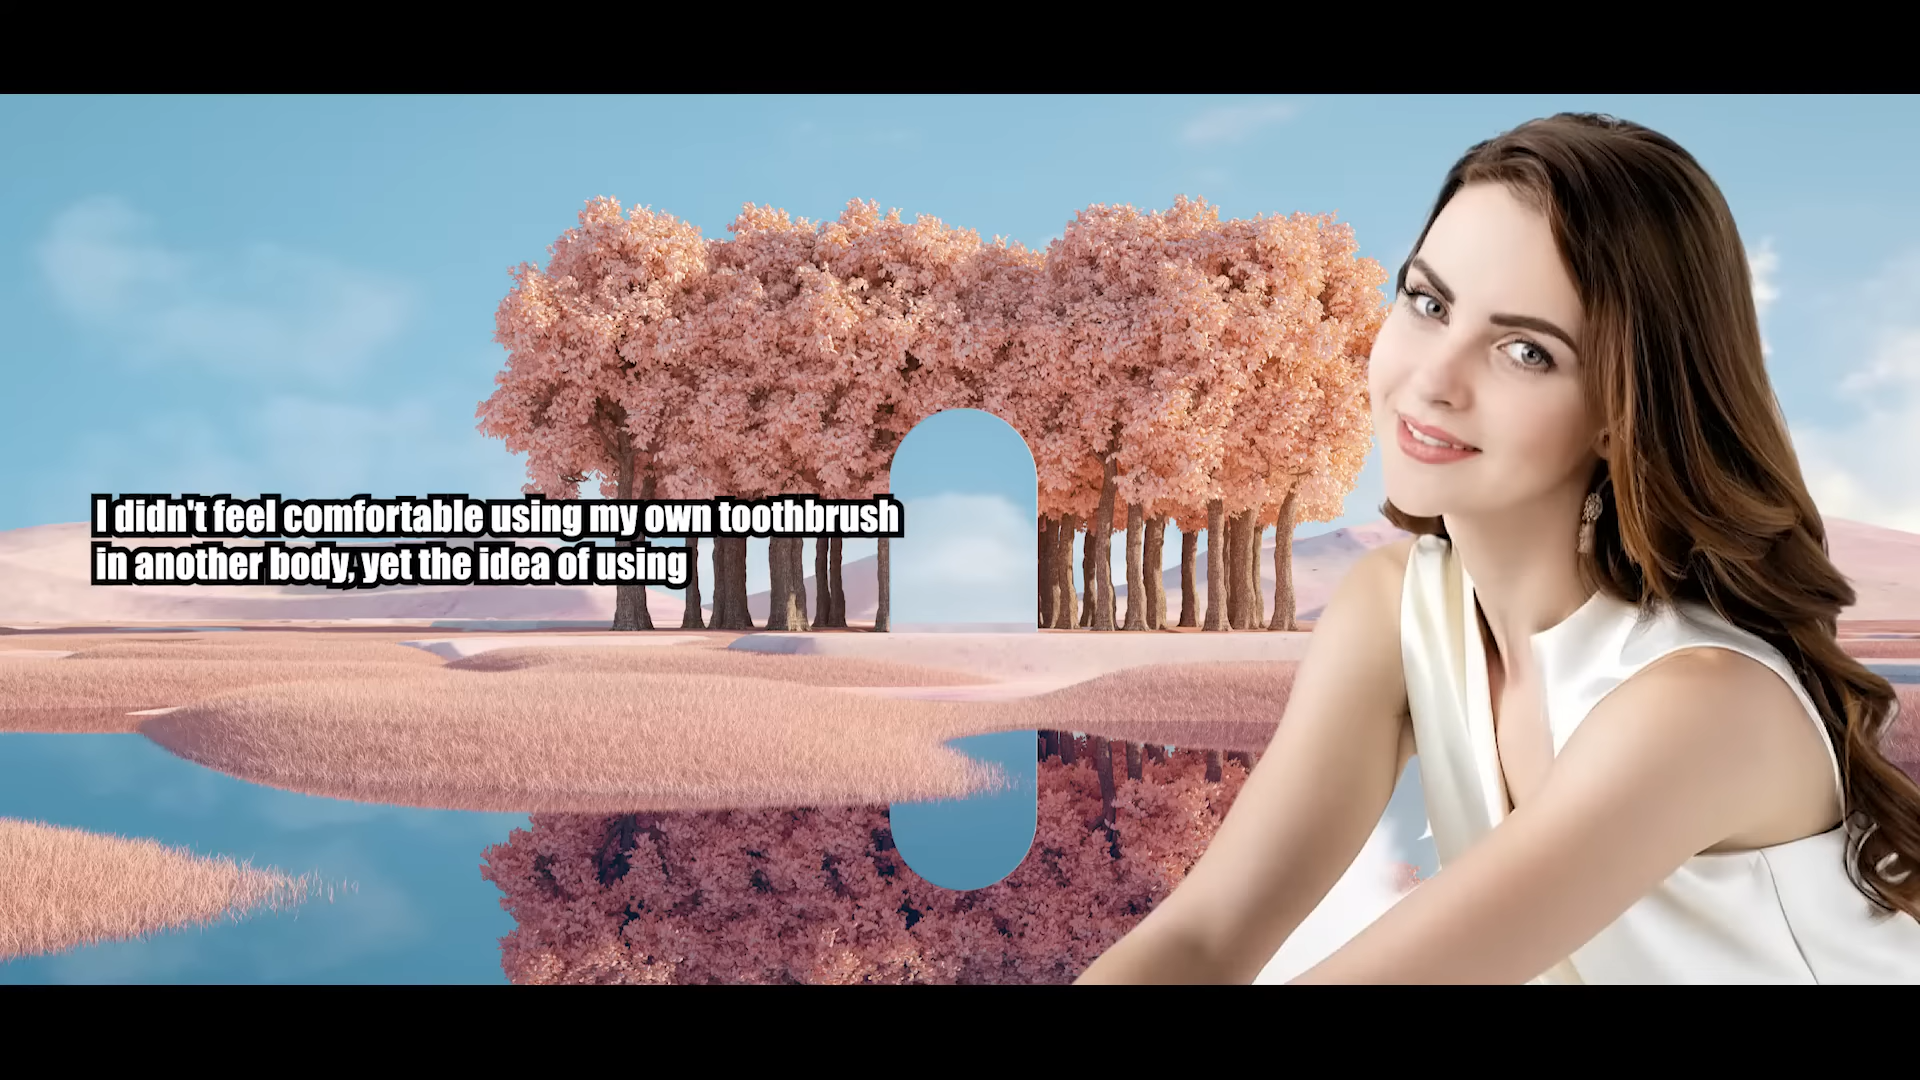 I didn't feel comfortable using my own toothbrush
in another body, yet the idea of using